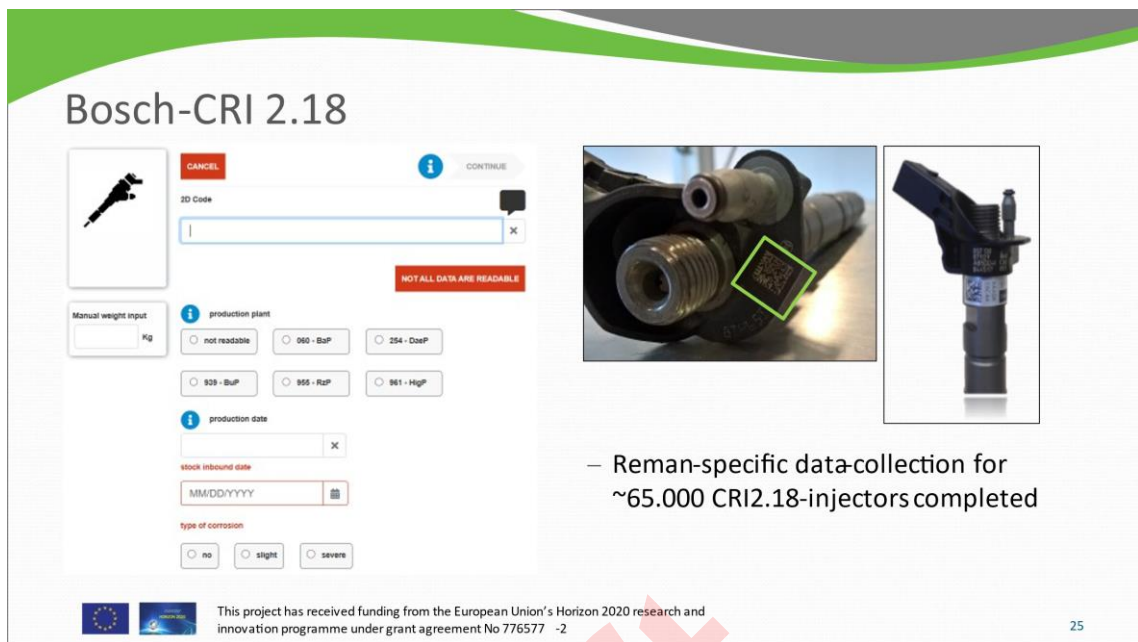 Bosch-CRI 2.18
CANCEL
CONTINUE
2D Code
NOT ALL DATA ARE READABLE
Manual weight input
Kg
production plant
not readable
060 - BaP
254 - DaeP
939 - BuP
955 - RzP
961 - HigP
production date
stock inbound date
MM/DD/YYYY
type of corrosion
no
slight
severe
– Reman-specific data-collection for
~65.000 CRI2.18-injectors completed
This project has received funding from the European Union's Horizon 2020 research and
innovation programme under grant agreement No 776577 -2
25